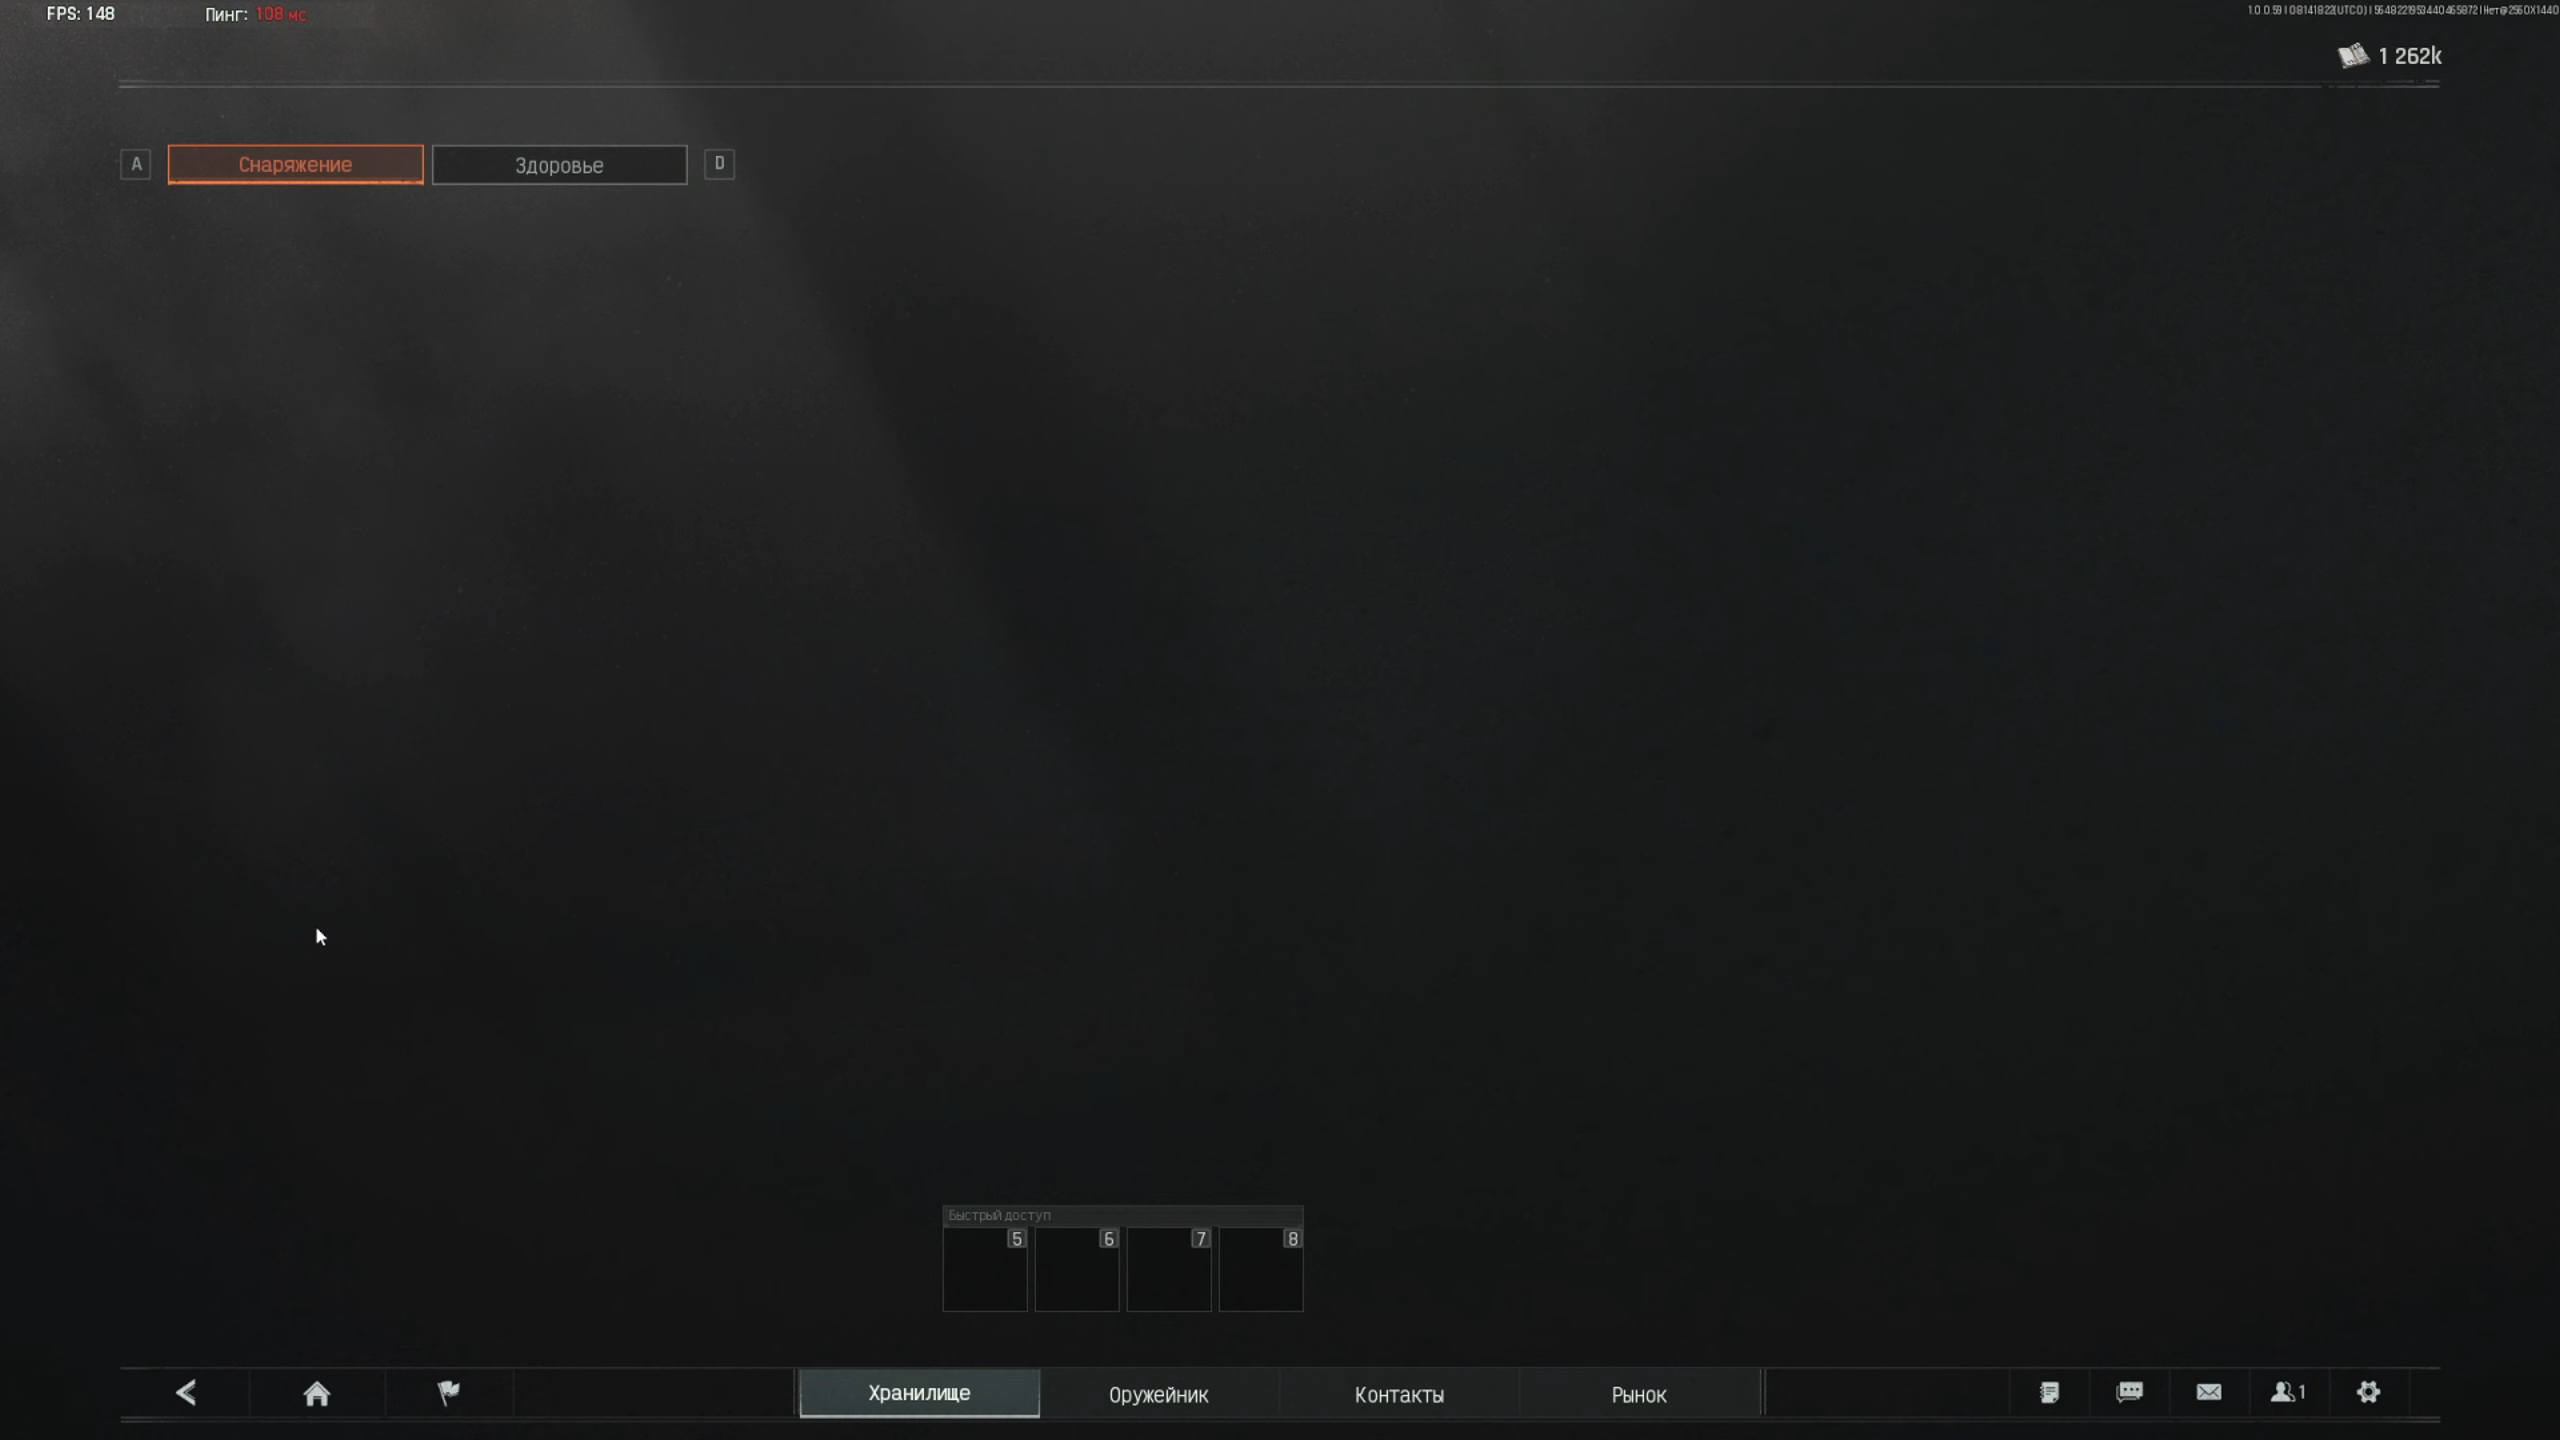 FPS: 148
Пинг: 108 мс
1 262k
A
Снаряжение
Здоровье
D
Быстрый доступ
5
6
7
8
Хранилище
Оружейник
Контакты
Рынок
1